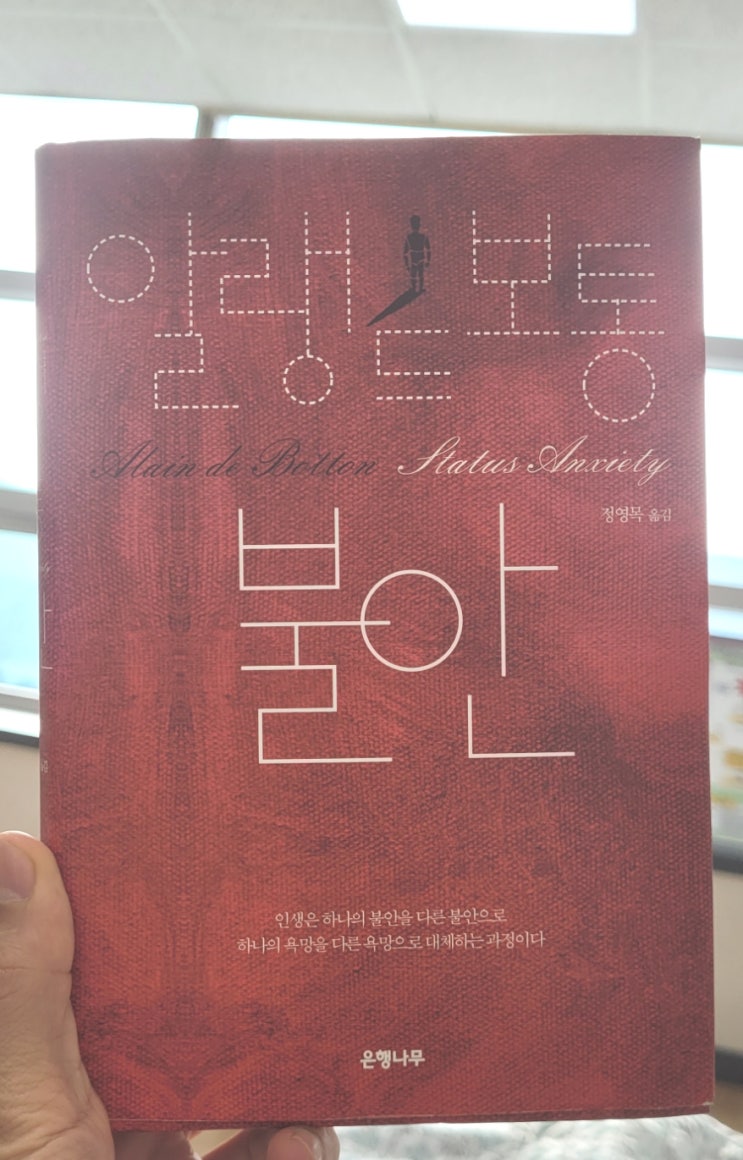 알랭 드 보통
Alain de Botton Status Anxiety
정영목 옮김
불안
인생은 하나의 불안을 다른 불안으로
하나의 욕망을 다른 욕망으로 대체하는 과정이다
은행나무